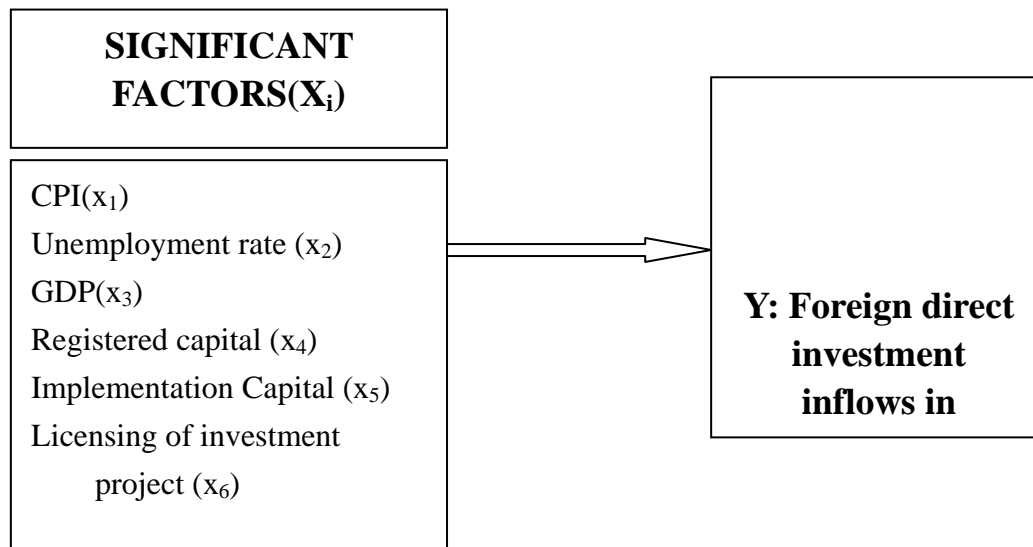 SIGNIFICANT
FACTORS(Xᵢ)
CPI(x₁)
Unemployment rate (x₂)
GDP(x₃)
Registered capital (x₄)
Implementation Capital (x₅)
Licensing of investment
project (x₆)
Y: Foreign direct
investment
inflows in